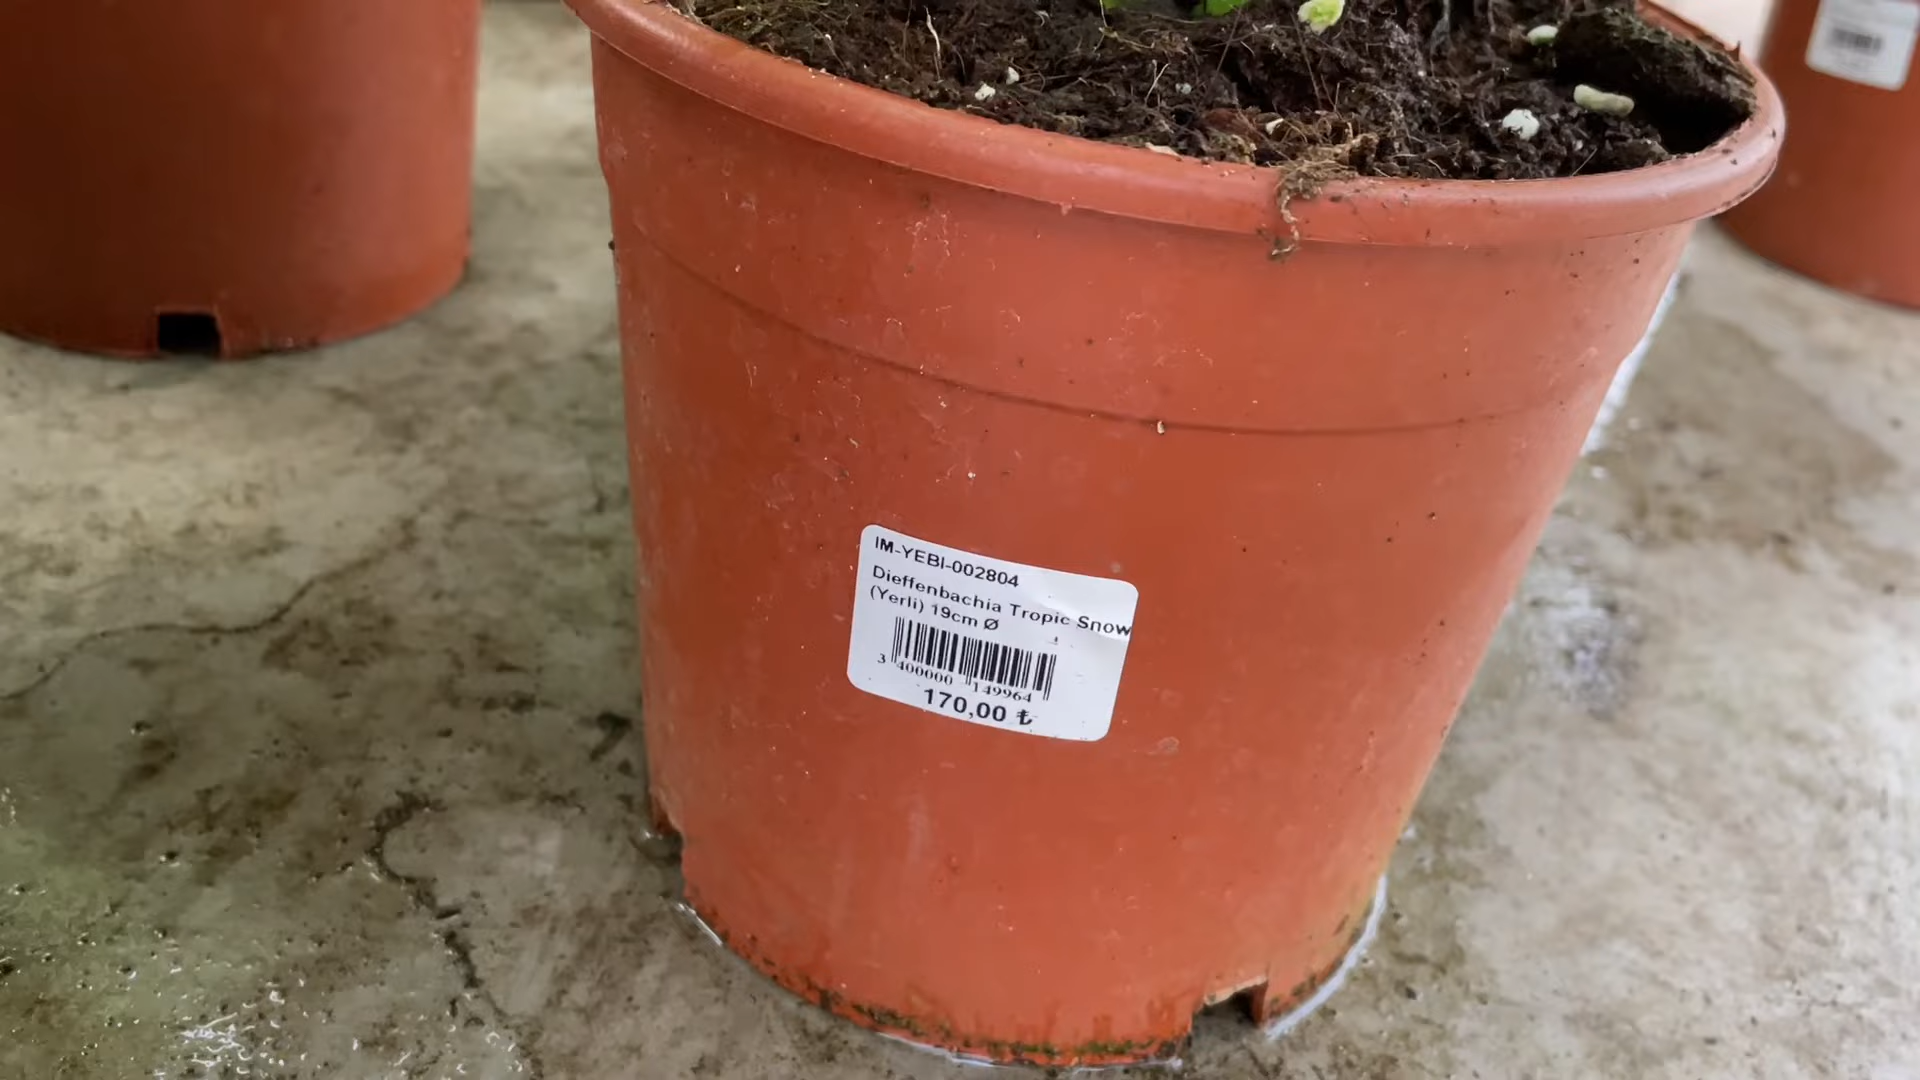 IM-YEBI-002804
Dieffenbachia Tropic Snow
(Yerli) 19cm Ø
3 400000 149964
170,00 ₺